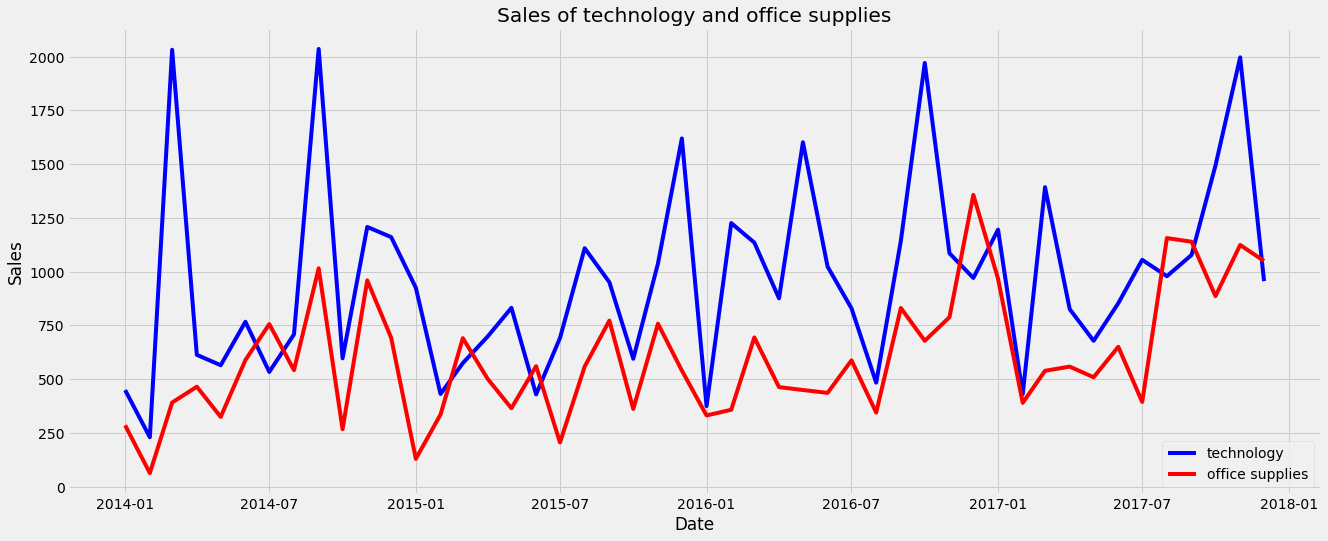 Sales of technology and office supplies
Sales
2000
1750
1500
1250
1000
750
500
250
0
2014-01 2014-07 2015-01 2015-07 2016-01 2016-07 2017-01 2017-07 2018-01
Date
technology
office supplies